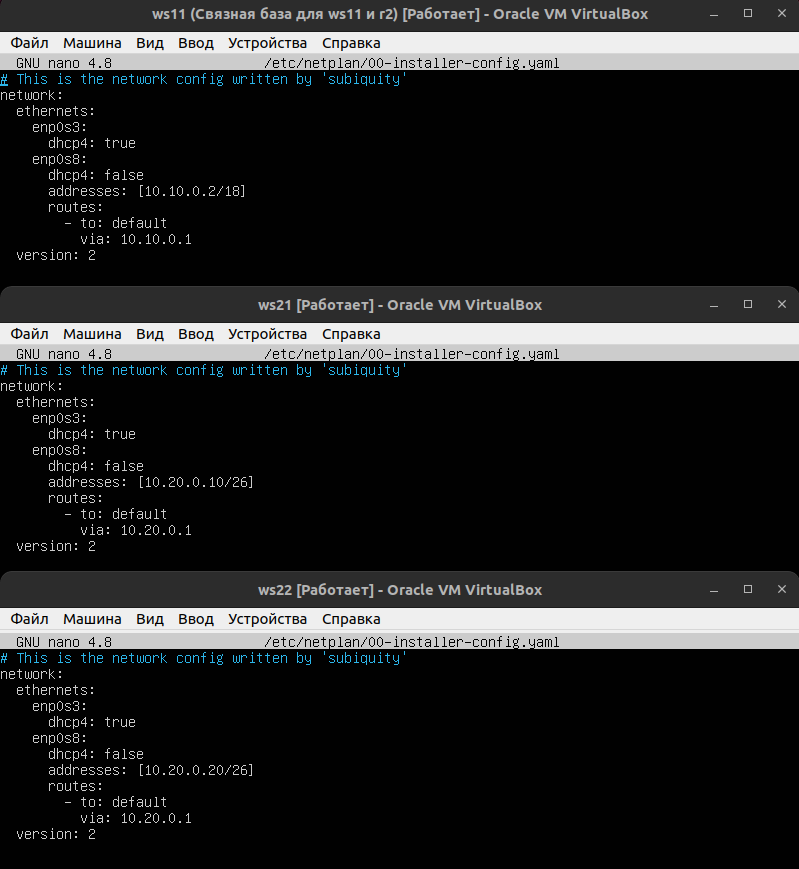 ws11 (Связная база для ws11 и r2) [Работает] - Oracle VM VirtualBox
Файл Машина Вид Ввод Устройства Справка
GNU nano 4.8 /etc/netplan/00-installer-config.yaml
# This is the network config written by 'subiquity'
network:
  ethernets:
    enp0s3:
      dhcp4: true
    enp0s8:
      dhcp4: false
      addresses: [10.10.0.2/18]
      routes:
        - to: default
          via: 10.10.0.1
  version: 2
ws21 [Работает] - Oracle VM VirtualBox
Файл Машина Вид Ввод Устройства Справка
GNU nano 4.8 /etc/netplan/00-installer-config.yaml
# This is the network config written by 'subiquity'
network:
  ethernets:
    enp0s3:
      dhcp4: true
    enp0s8:
      dhcp4: false
      addresses: [10.20.0.10/26]
      routes:
        - to: default
          via: 10.20.0.1
  version: 2
ws22 [Работает] - Oracle VM VirtualBox
Файл Машина Вид Ввод Устройства Справка
GNU nano 4.8 /etc/netplan/00-installer-config.yaml
# This is the network config written by 'subiquity'
network:
  ethernets:
    enp0s3:
      dhcp4: true
    enp0s8:
      dhcp4: false
      addresses: [10.20.0.20/26]
      routes:
        - to: default
          via: 10.20.0.1
  version: 2